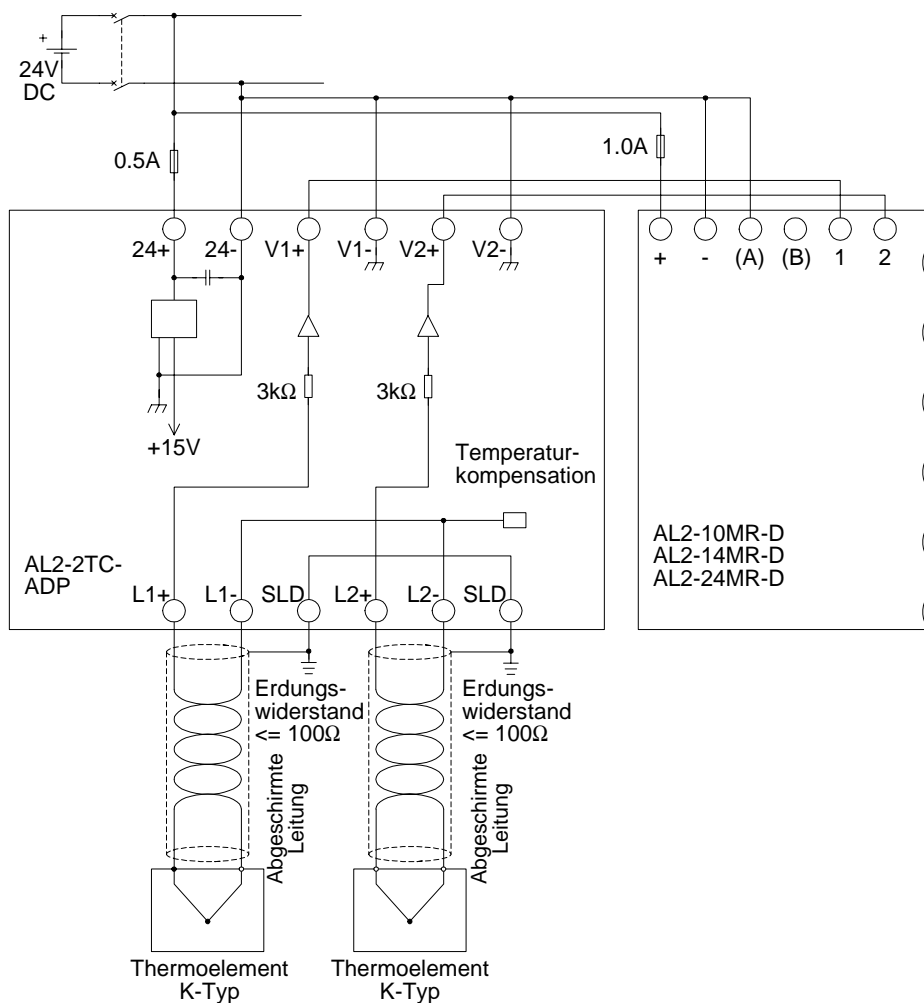 +
24V
DC
0.5A
1.0A
24+ 24- V1+ V1- V2+ V2-
+ - (A) (B) 1 2
3kΩ 3kΩ
+15V
Temperatur-
kompensation
AL2-2TC-
ADP
AL2-10MR-D
AL2-14MR-D
AL2-24MR-D
L1+ L1- SLD L2+ L2- SLD
Erdungs-
widerstand
<= 100Ω
Erdungs-
widerstand
<= 100Ω
Abgeschirmte
Leitung
Abgeschirmte
Leitung
Thermoelement
K-Typ
Thermoelement
K-Typ